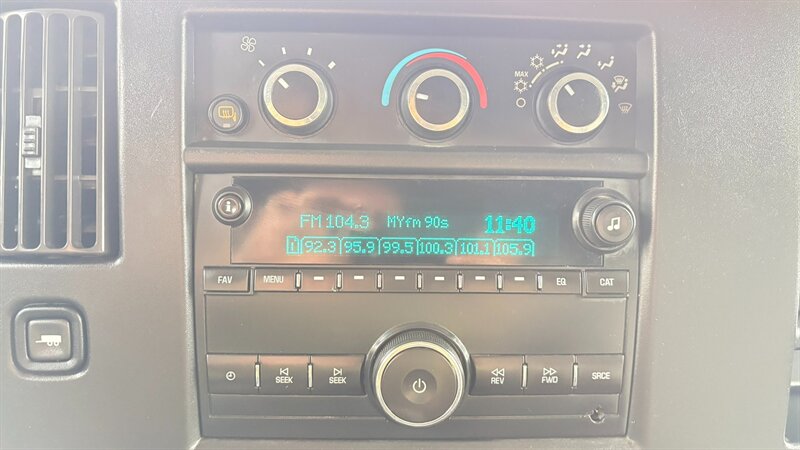 MAX
i
FM 104.3 MYfm 90s 11:40
1 92.3 95.9 99.5 100.3 101.1 105.9
FAV MENU EQ CAT
SEEK SEEK REV FWD SRCE